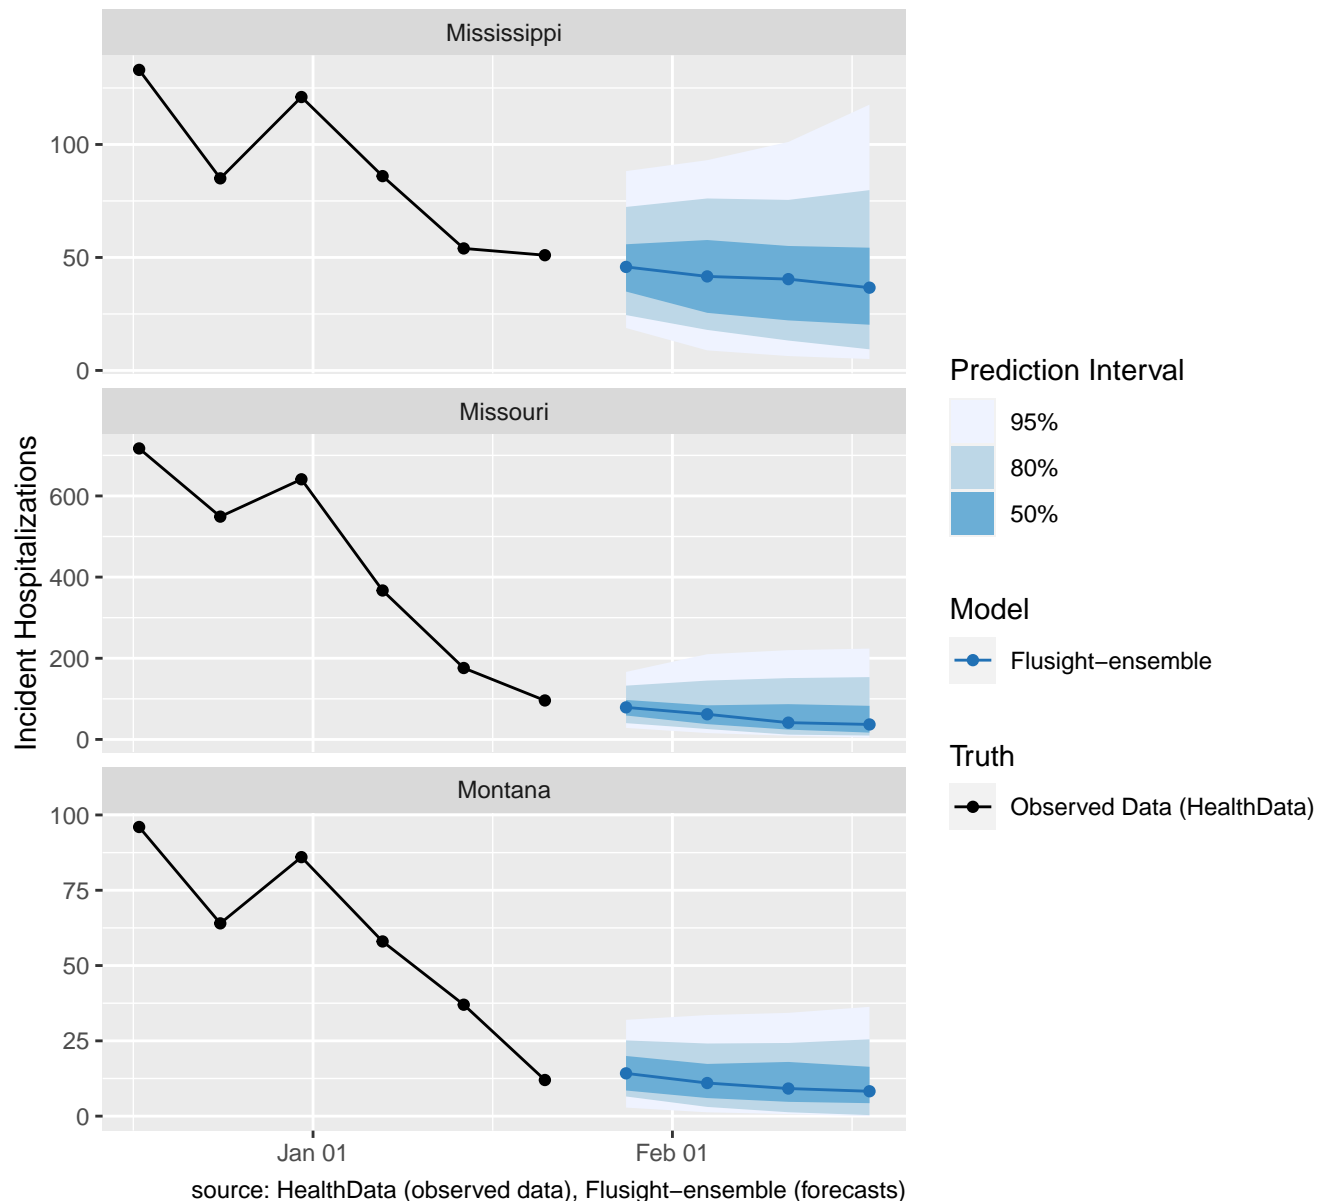 Mississippi
100
50
0
Missouri
600
400
200
0
Montana
100
75
50
25
0
Incident Hospitalizations
Jan 01
Feb 01
source: HealthData (observed data), Flusight−ensemble (forecasts)
Prediction Interval
95%
80%
50%
Model
Flusight−ensemble
Truth
Observed Data (HealthData)